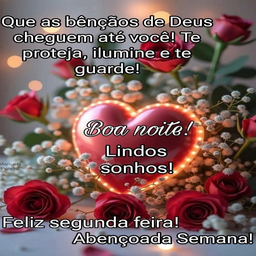 Que as bênçãos de Deus
cheguem até você! Te
proteja, ilumine e te
guarde!
Boa noite!
Lindos
sonhos!
Feliz segunda feira!
Abençoada Semana!